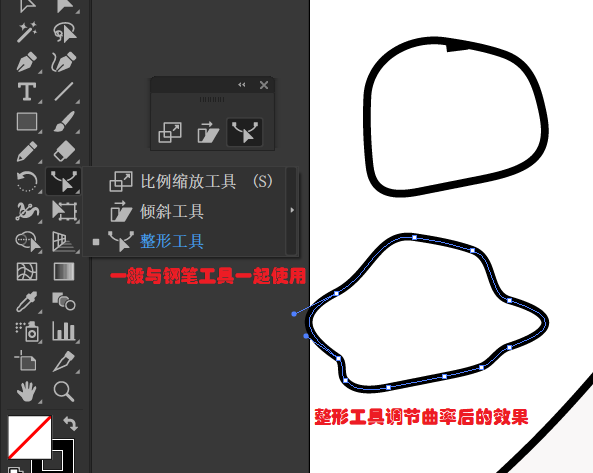 比例缩放工具 (S)
倾斜工具
整形工具
一般与钢笔工具一起使用
整形工具调节曲率后的效果